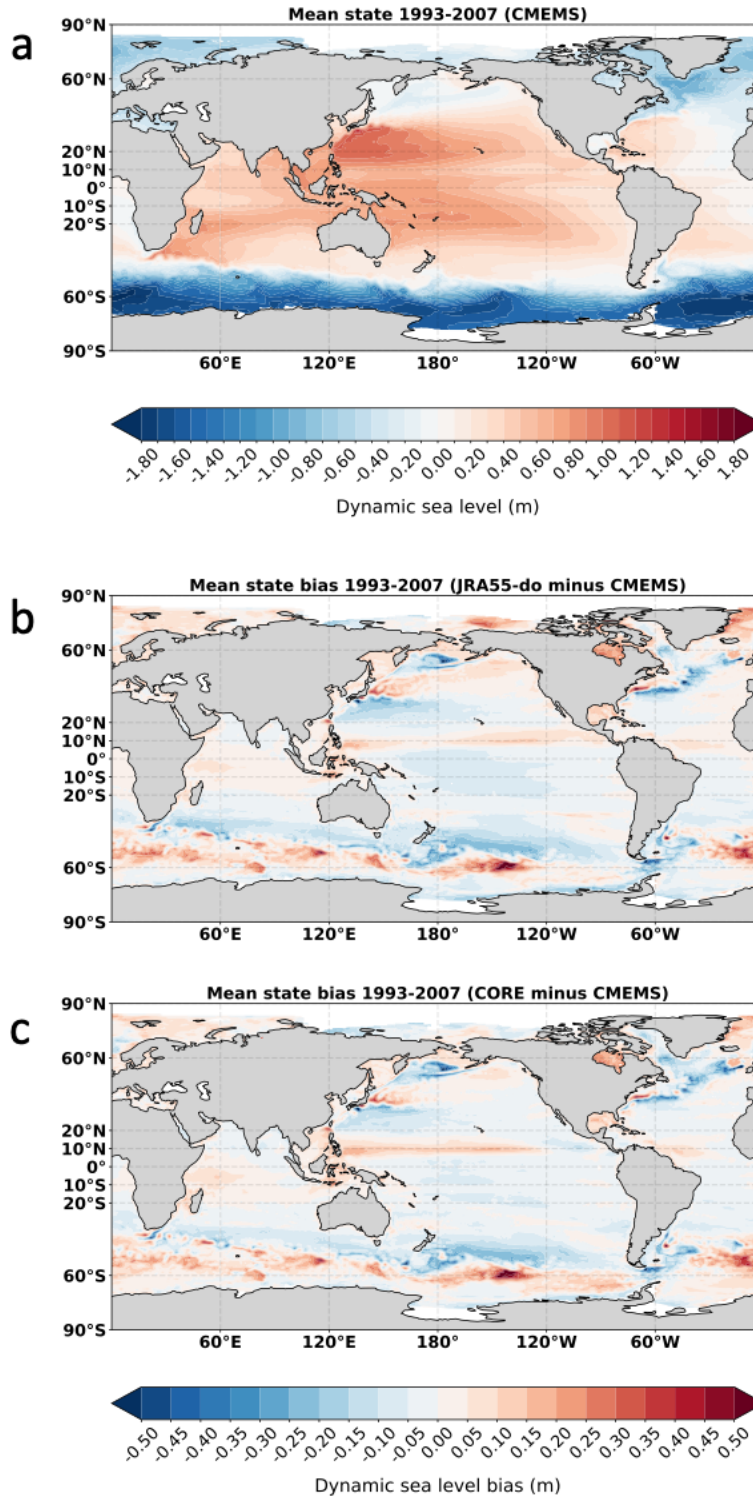 a
Mean state 1993-2007 (CMEMS)
90°N
60°N
20°N
10°N
0°
10°S
20°S
60°S
90°S
60°E 120°E 180° 120°W 60°W
-1.80 -1.60 -1.40 -1.20 -1.00 -0.80 -0.60 -0.40 -0.20 0.00 0.20 0.40 0.60 0.80 1.00 1.20 1.40 1.60 1.80
Dynamic sea level (m)
b
Mean state bias 1993-2007 (JRA55-do minus CMEMS)
90°N
60°N
20°N
10°N
0°
10°S
20°S
60°S
90°S
60°E 120°E 180° 120°W 60°W
c
Mean state bias 1993-2007 (CORE minus CMEMS)
90°N
60°N
20°N
10°N
0°
10°S
20°S
60°S
90°S
60°E 120°E 180° 120°W 60°W
-0.50 -0.45 -0.40 -0.35 -0.30 -0.25 -0.20 -0.15 -0.10 -0.05 0.00 0.05 0.10 0.15 0.20 0.25 0.30 0.35 0.40 0.45 0.50
Dynamic sea level bias (m)